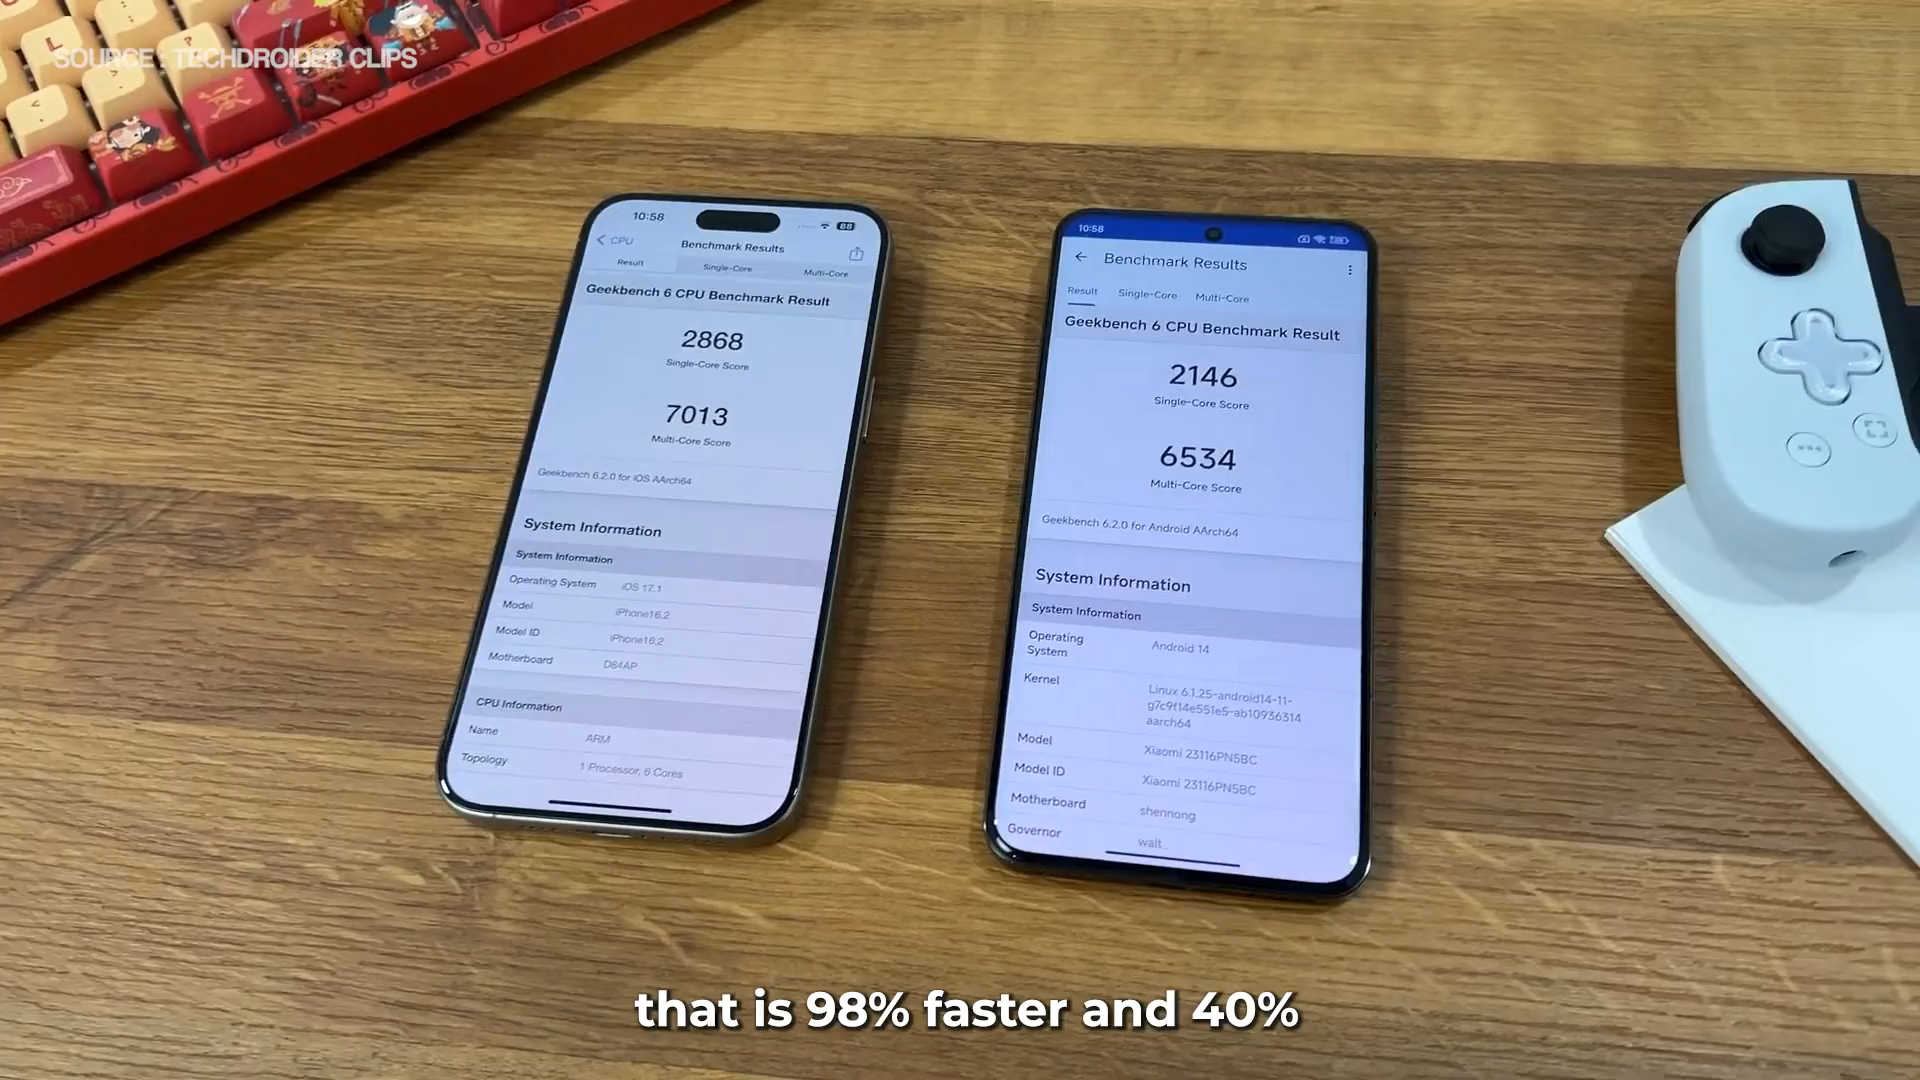 SOURCE : TECHDROIDER CLIPS
10:58
88
CPU
Benchmark Results
Result
Single-Core
Multi-Core
Geekbench 6 CPU Benchmark Result
2868
Single-Core Score
7013
Multi-Core Score
Geekbench 6.2.0 for iOS AArch64
System Information
System Information
Operating System iOS 17.1
Model iPhone16,2
Model ID iPhone16,2
Motherboard D84AP
CPU Information
Name ARM
Topology 1 Processor, 6 Cores
10:58
Benchmark Results
Result
Single-Core
Multi-Core
Geekbench 6 CPU Benchmark Result
2146
Single-Core Score
6534
Multi-Core Score
Geekbench 6.2.0 for Android AArch64
System Information
System Information
Operating
System
Android 14
Kernel
Linux 6.1.25-android14-11-
g7c9f14e551e5-ab10936314
aarch64
Model Xiaomi 23116PN5BC
Model ID Xiaomi 23116PN5BC
Motherboard shennong
Governor walt
that is 98% faster and 40%